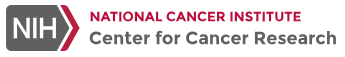 NIH
NATIONAL CANCER INSTITUTE
Center for Cancer Research